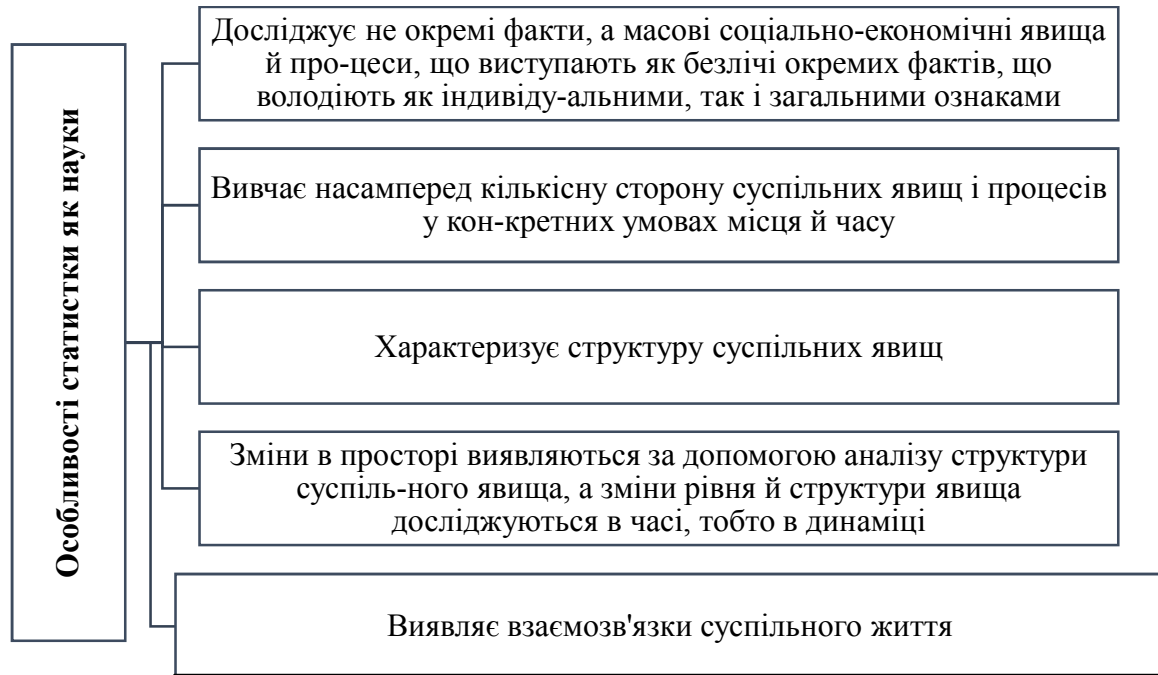 Особливості статистки як науки
Досліджує не окремі факти, а масові соціально-економічні явища
й про-цеси, що виступають як безлічі окремих фактів, що
володіють як індивіду-альними, так і загальними ознаками
Вивчає насамперед кількісну сторону суспільних явищ і процесів
у кон-кретних умовах місця й часу
Характеризує структуру суспільних явищ
Зміни в просторі виявляються за допомогою аналізу структури
суспіль-ного явища, а зміни рівня й структури явища
досліджуються в часі, тобто в динаміці
Виявляє взаємозв'язки суспільного життя